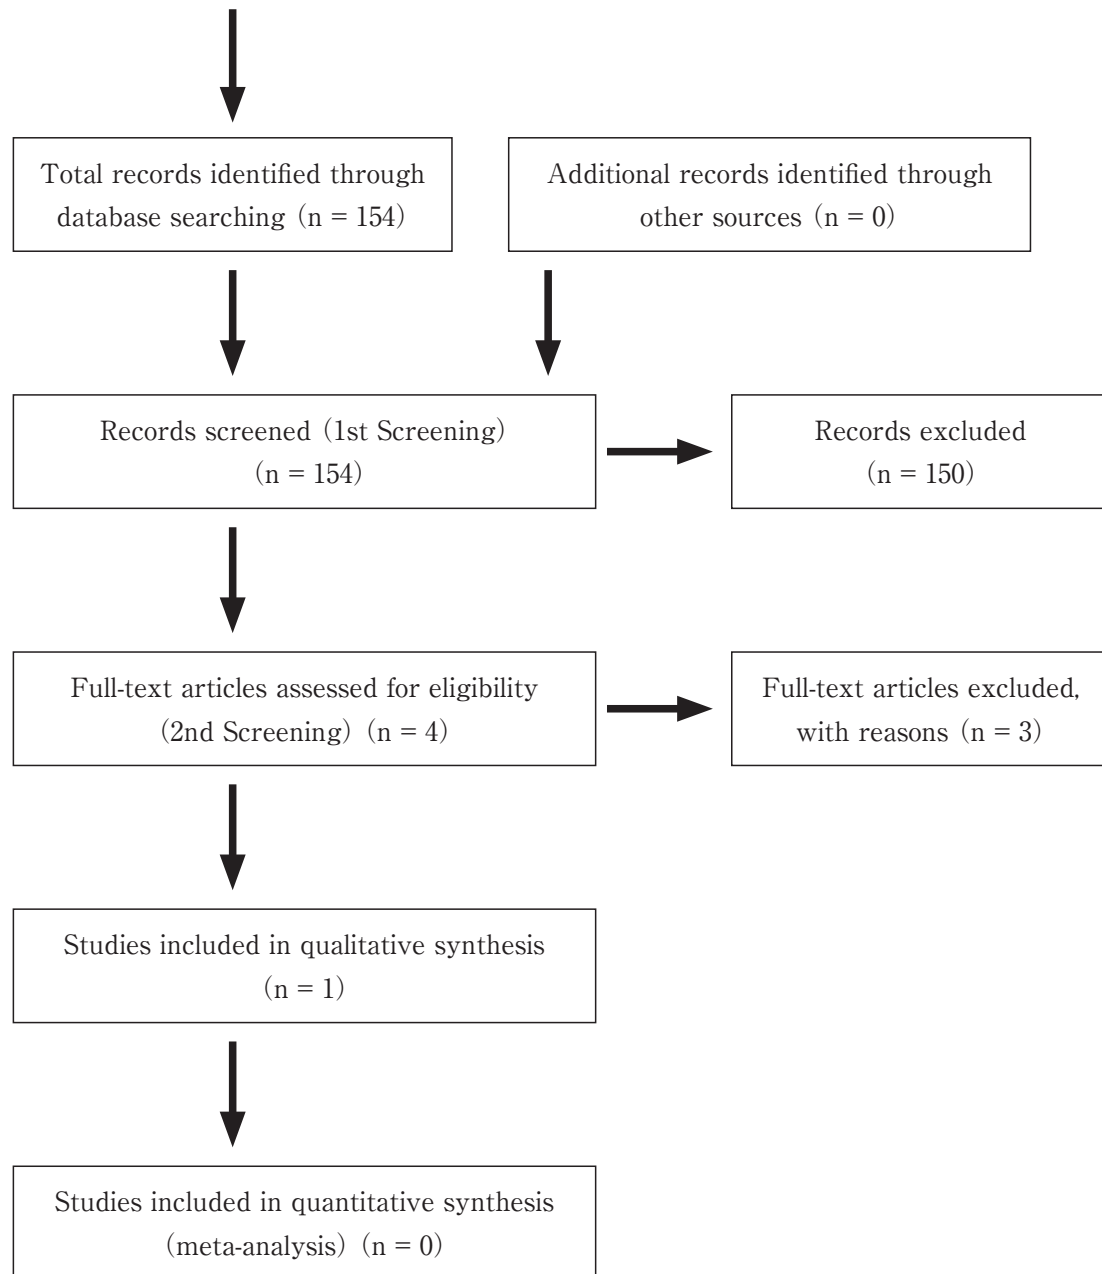 Total records identified through
database searching (n = 154)
Additional records identified through
other sources (n = 0)
Records screened (1st Screening)
(n = 154)
Records excluded
(n = 150)
Full-text articles assessed for eligibility
(2nd Screening) (n = 4)
Full-text articles excluded,
with reasons (n = 3)
Studies included in qualitative synthesis
(n = 1)
Studies included in quantitative synthesis
(meta-analysis) (n = 0)